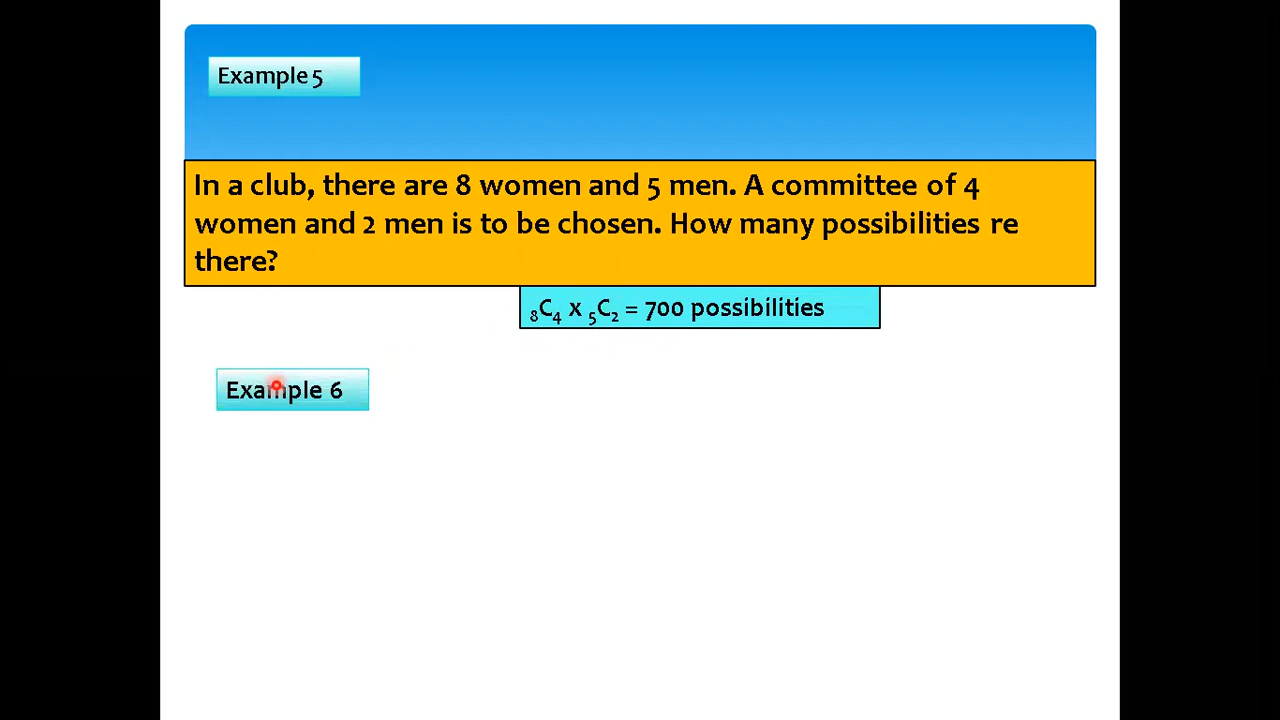 Example 5
In a club, there are 8 women and 5 men. A committee of 4
women and 2 men is to be chosen. How many possibilities re
there?
₈C₄ x ₅C₂ = 700 possibilities
Example 6